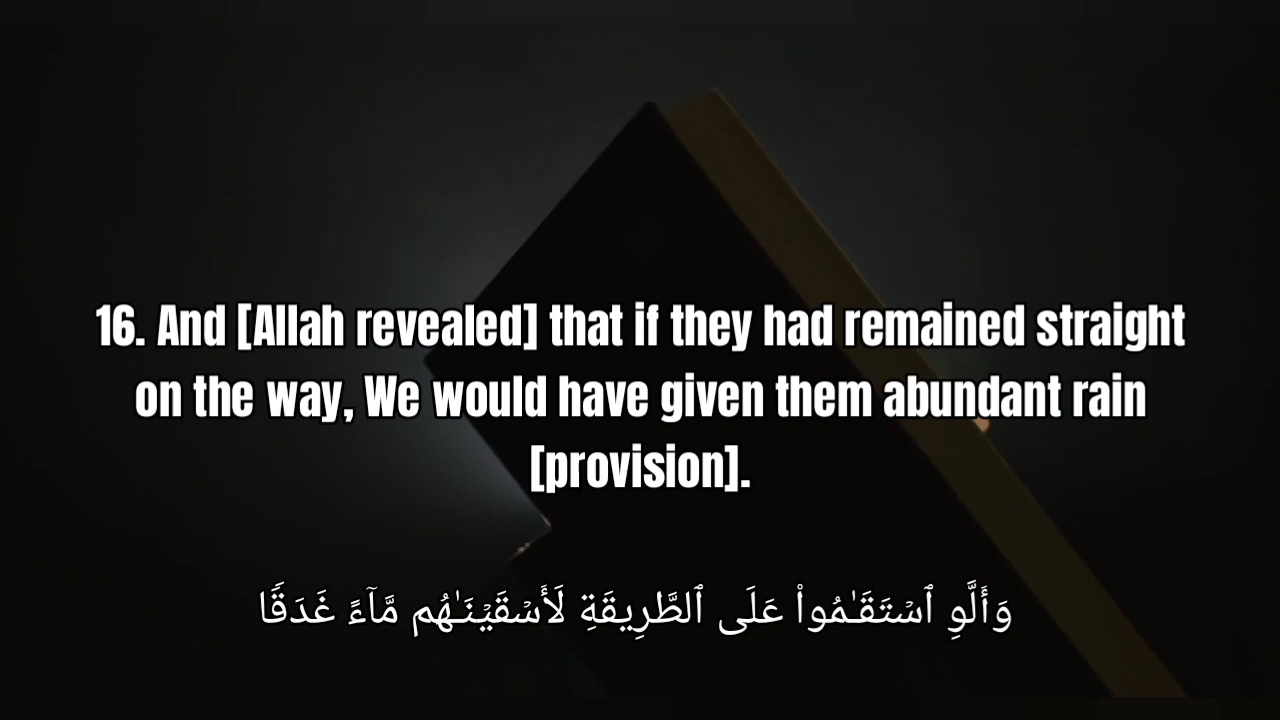 16. And [Allah revealed] that if they had remained straight
on the way, We would have given them abundant rain
[provision].
وَأَلَّوِ ٱسْتَقَـٰمُوا۟ عَلَى ٱلطَّرِيقَةِ لَأَسْقَيْنَـٰهُم مَّآءً غَدَقًا